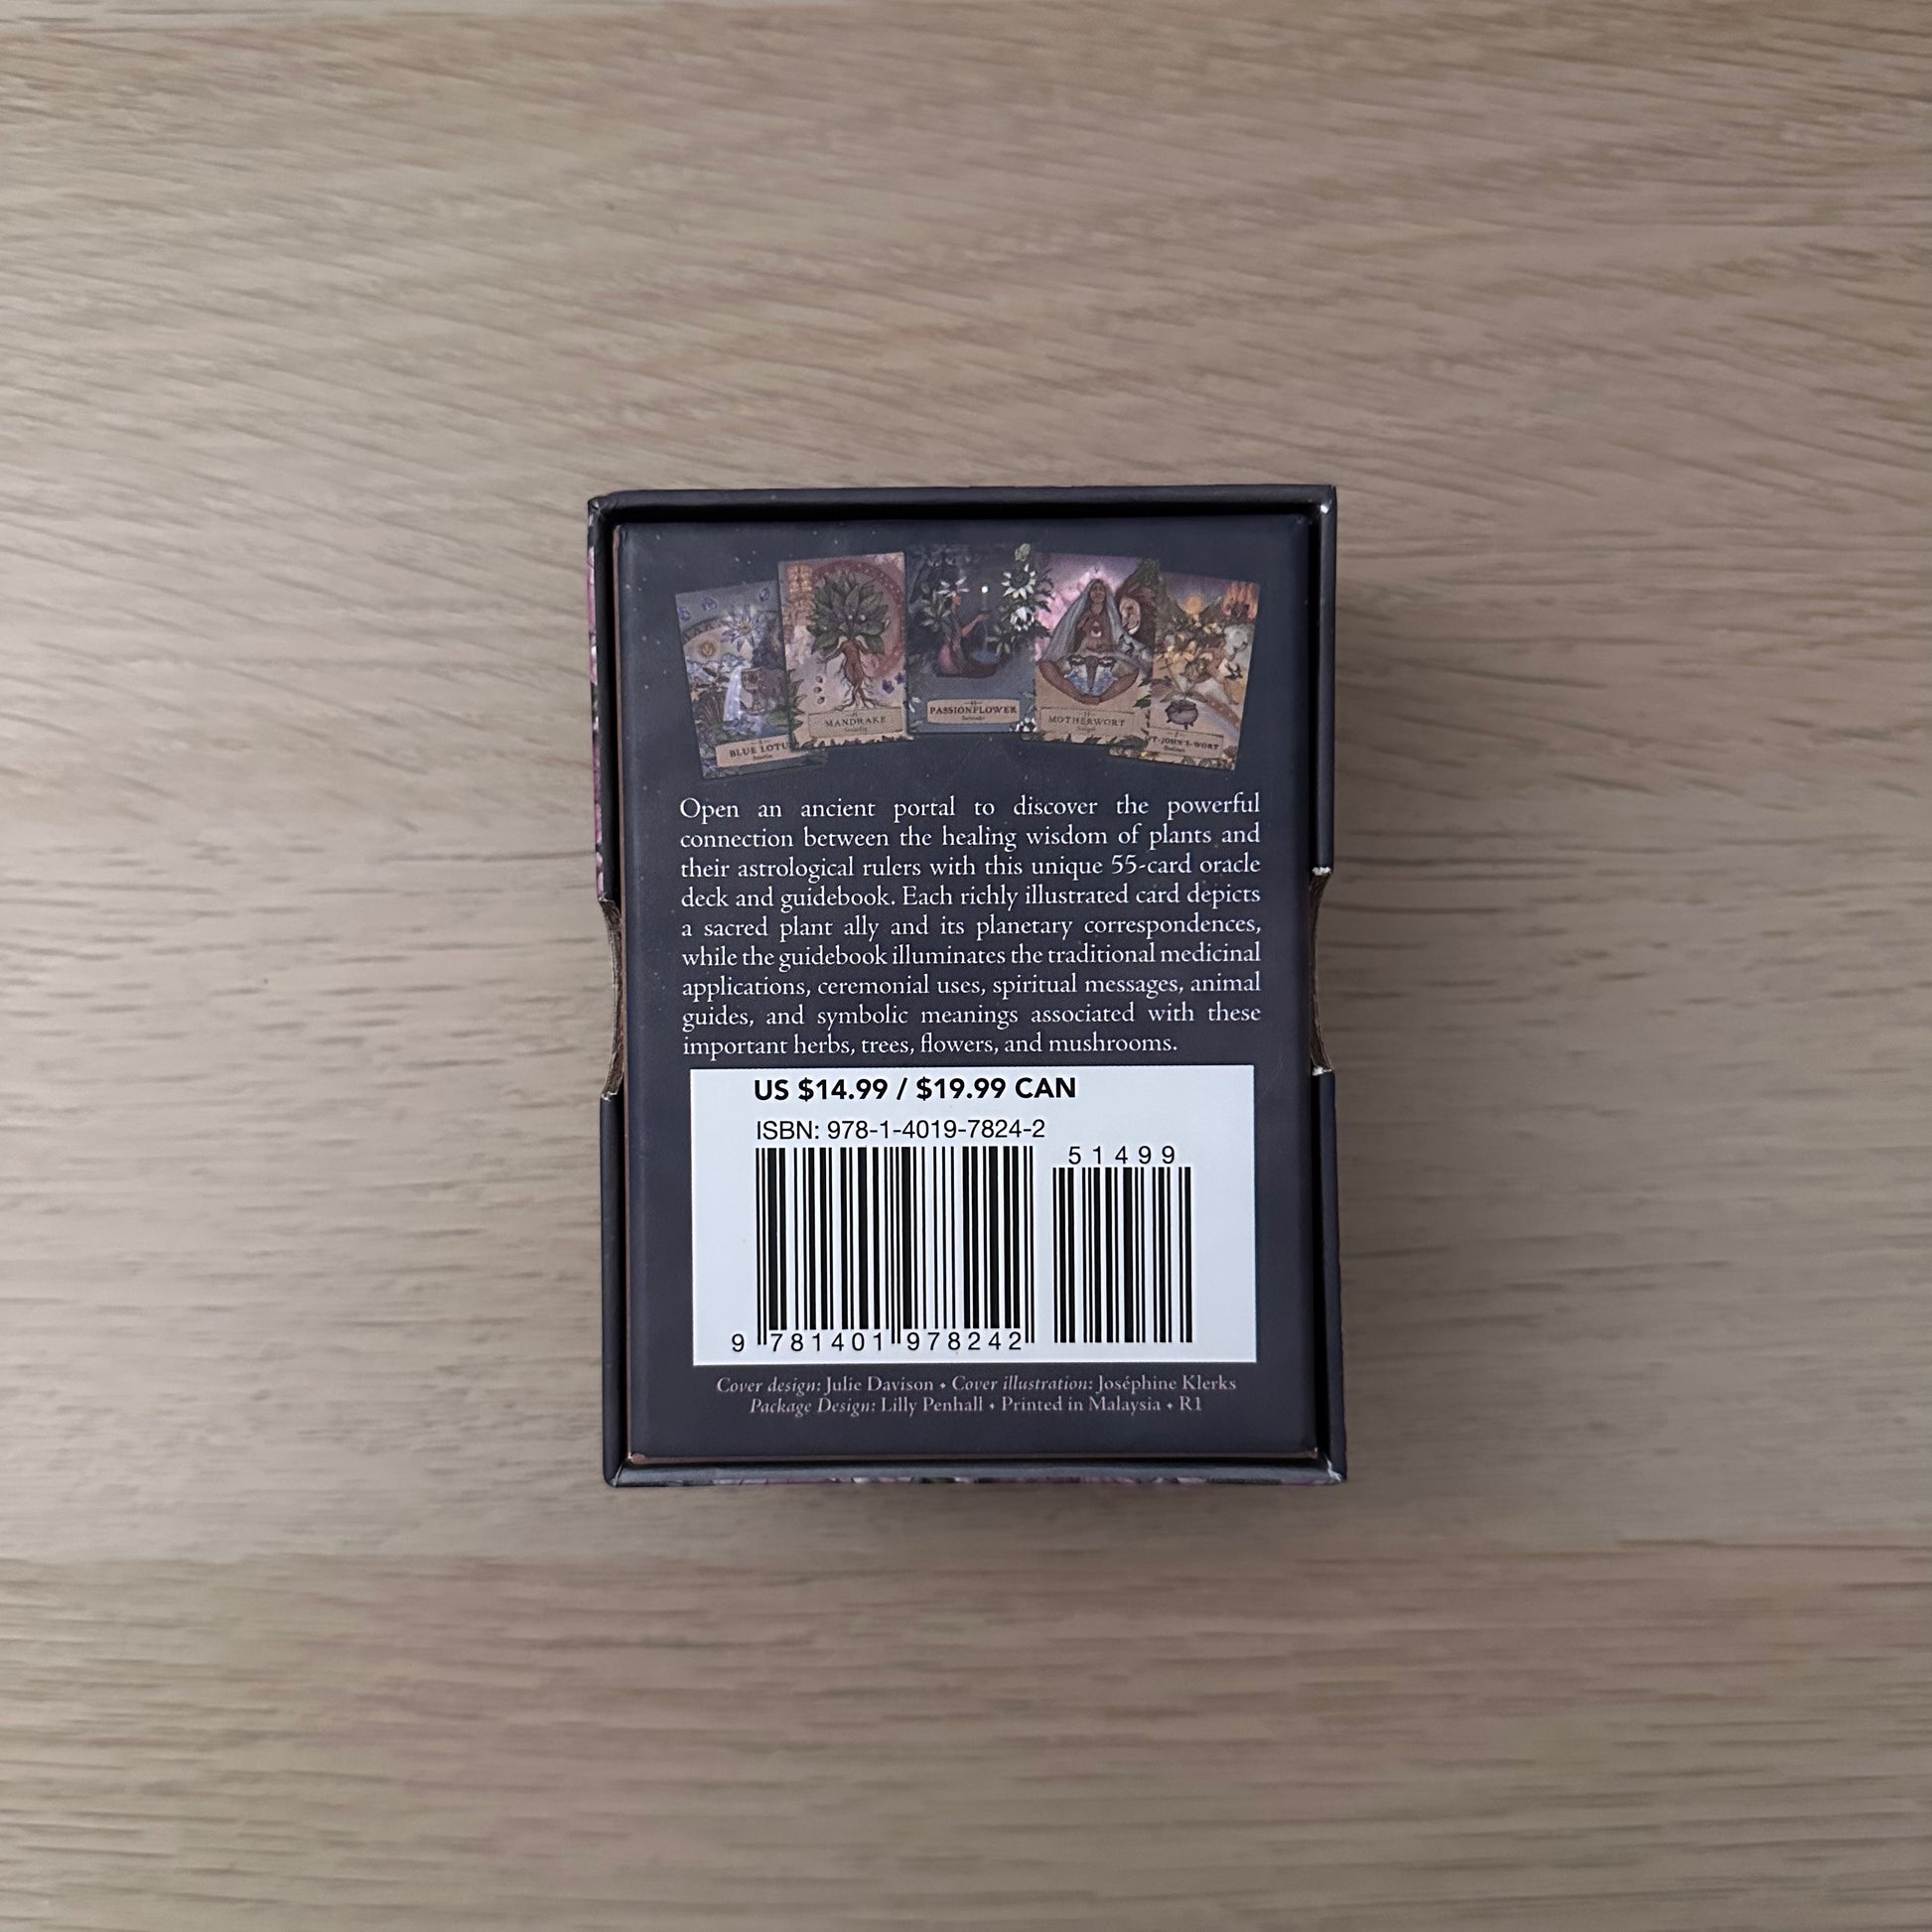 BLUE LOTU
MANDRAKE
PASSIONFLOWER
Surrender
MOTHERWORT
T-JOHN'S-WORT
Open an ancient portal to discover the powerful
connection between the healing wisdom of plants and
their astrological rulers with this unique 55-card oracle
deck and guidebook. Each richly illustrated card depicts
a sacred plant ally and its planetary correspondences,
while the guidebook illuminates the traditional medicinal
applications, ceremonial uses, spiritual messages, animal
guides, and symbolic meanings associated with these
important herbs, trees, flowers, and mushrooms.
US $14.99 / $19.99 CAN
ISBN: 978-1-4019-7824-2
51499
9 781401 978242
Cover design: Julie Davison • Cover illustration: Joséphine Klerks
Package Design: Lilly Penhall • Printed in Malaysia • R1